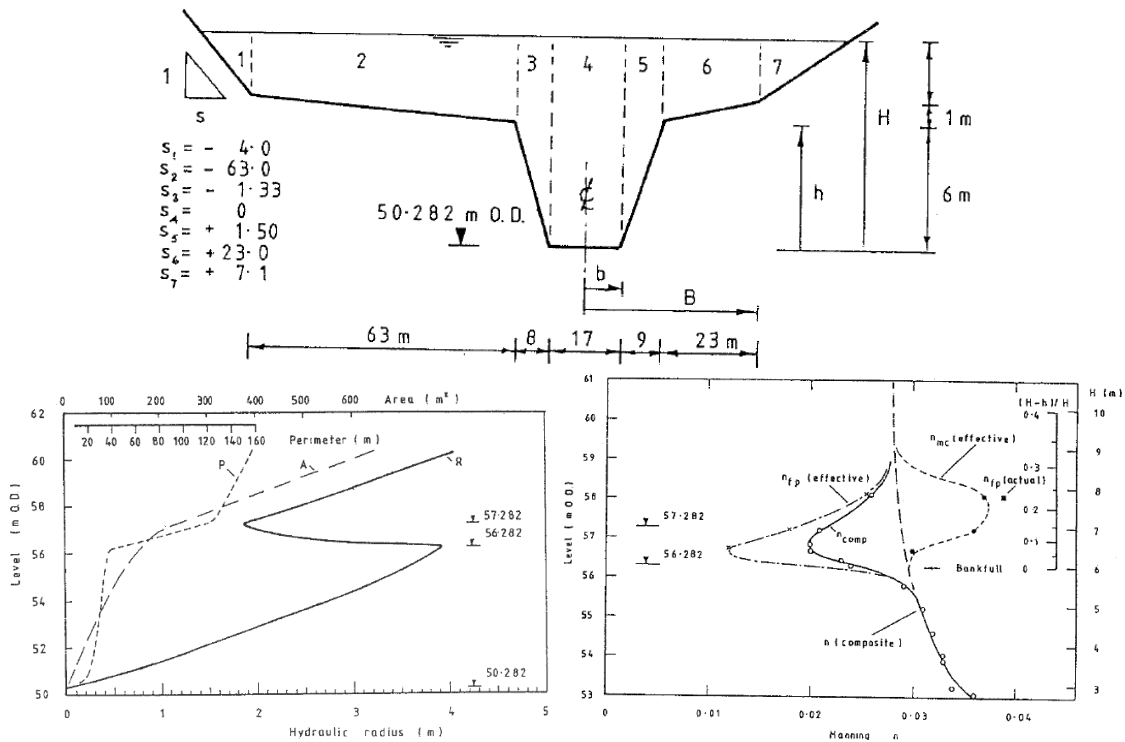 1 2 3 4 5 6 7
1
s
S₁ = - 4·0
S₂ = - 63·0
S₃ = - 1·33
S₄ = 0
S₅ = + 1·50
S₆ = + 23·0
S₇ = + 7·1
50·282 m O.D.
℄
b
B
h
H
1 m
6 m
63 m 8 17 9 23 m
0 100 200 300 400 500 600 Area (m²)
20 40 60 80 100 120 140 160
Perimeter (m)
P
A
R
62
60
58
56
54
52
50
Level (m O.D.)
57·282
56·282
50·282
0 1 2 3 4 5
Hydraulic radius (m)
61
60
59
58
57
56
55
54
53
Level (m O.D.)
57·282
56·282
(H-h)/H
H (m)
0·4
0·3
0·2
0·1
0
10
9
8
7
6
5
4
3
n mc (effective)
n fp (effective)
n fp (actual)
n comp
Bankfull
n (composite)
0 0·01 0·02 0·03 0·04
Manning n